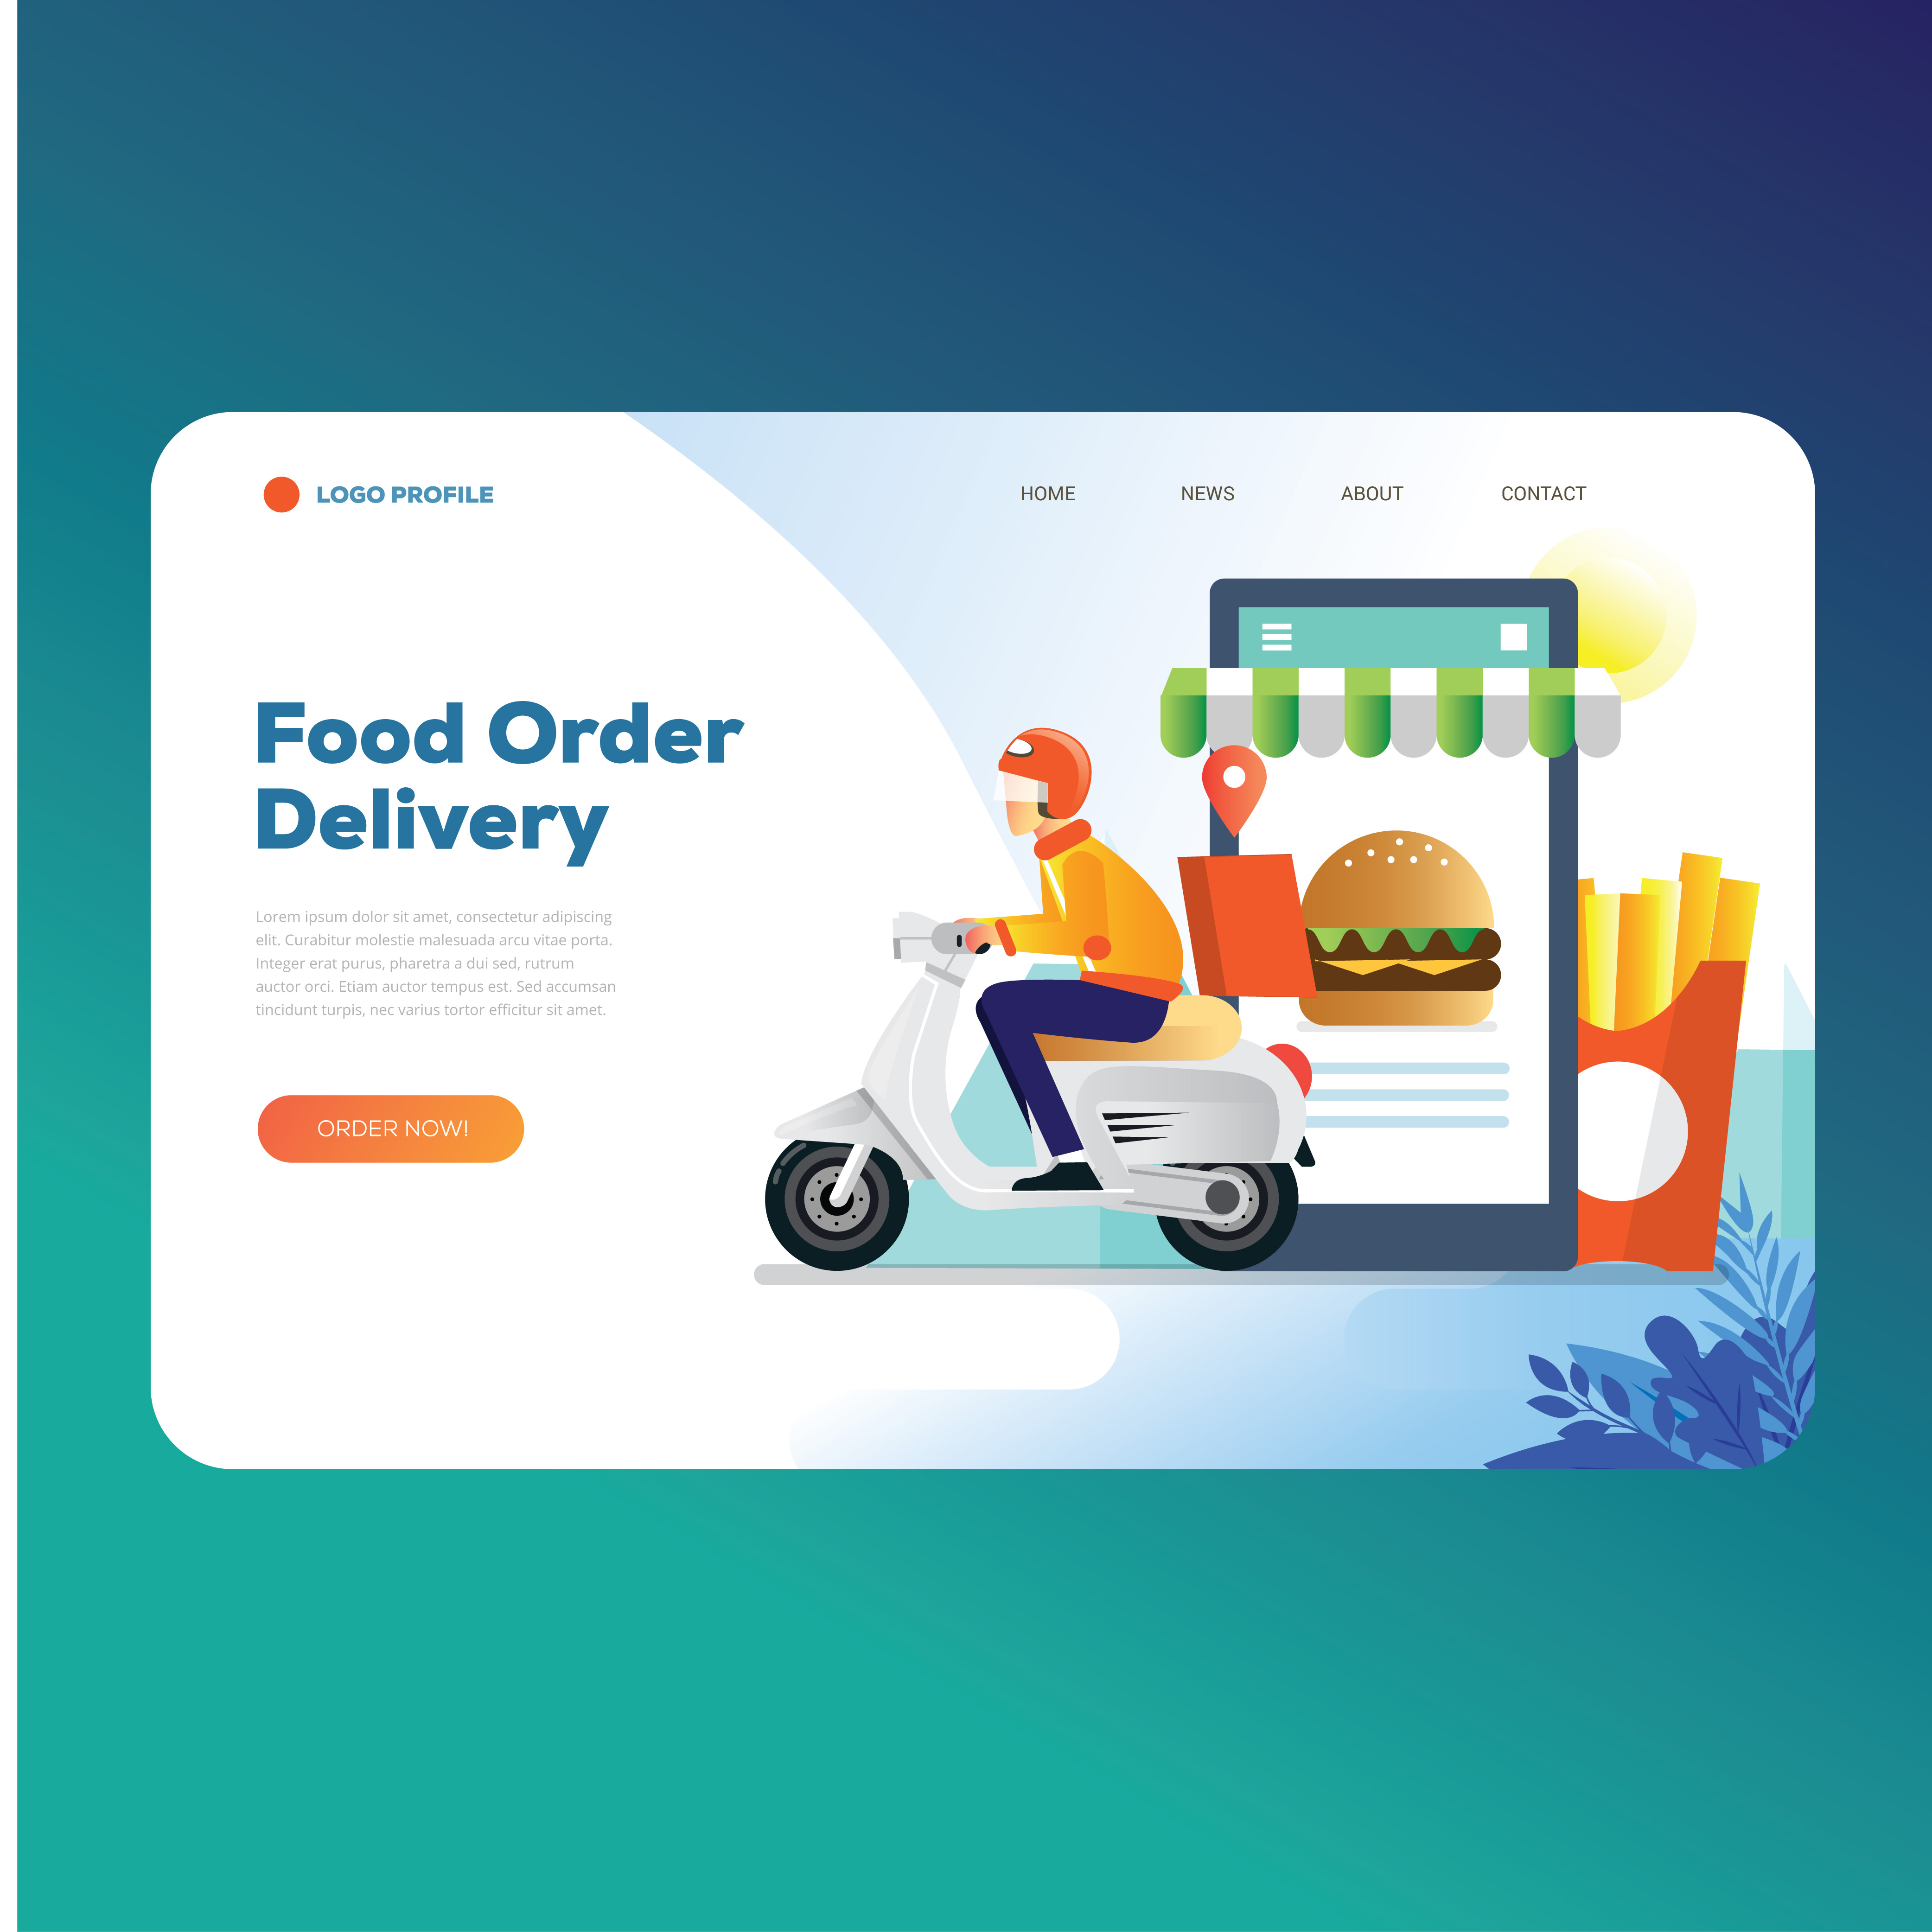 LOGO PROFILE
HOME NEWS ABOUT CONTACT
Food Order
Delivery
Lorem ipsum dolor sit amet, consectetur adipiscing
elit. Curabitur molestie malesuada arcu vitae porta.
Integer erat purus, pharetra a dui sed, rutrum
auctor orci. Etiam auctor tempus est. Sed accumsan
tincidunt turpis, nec varius tortor efficitur sit amet.
ORDER NOW!